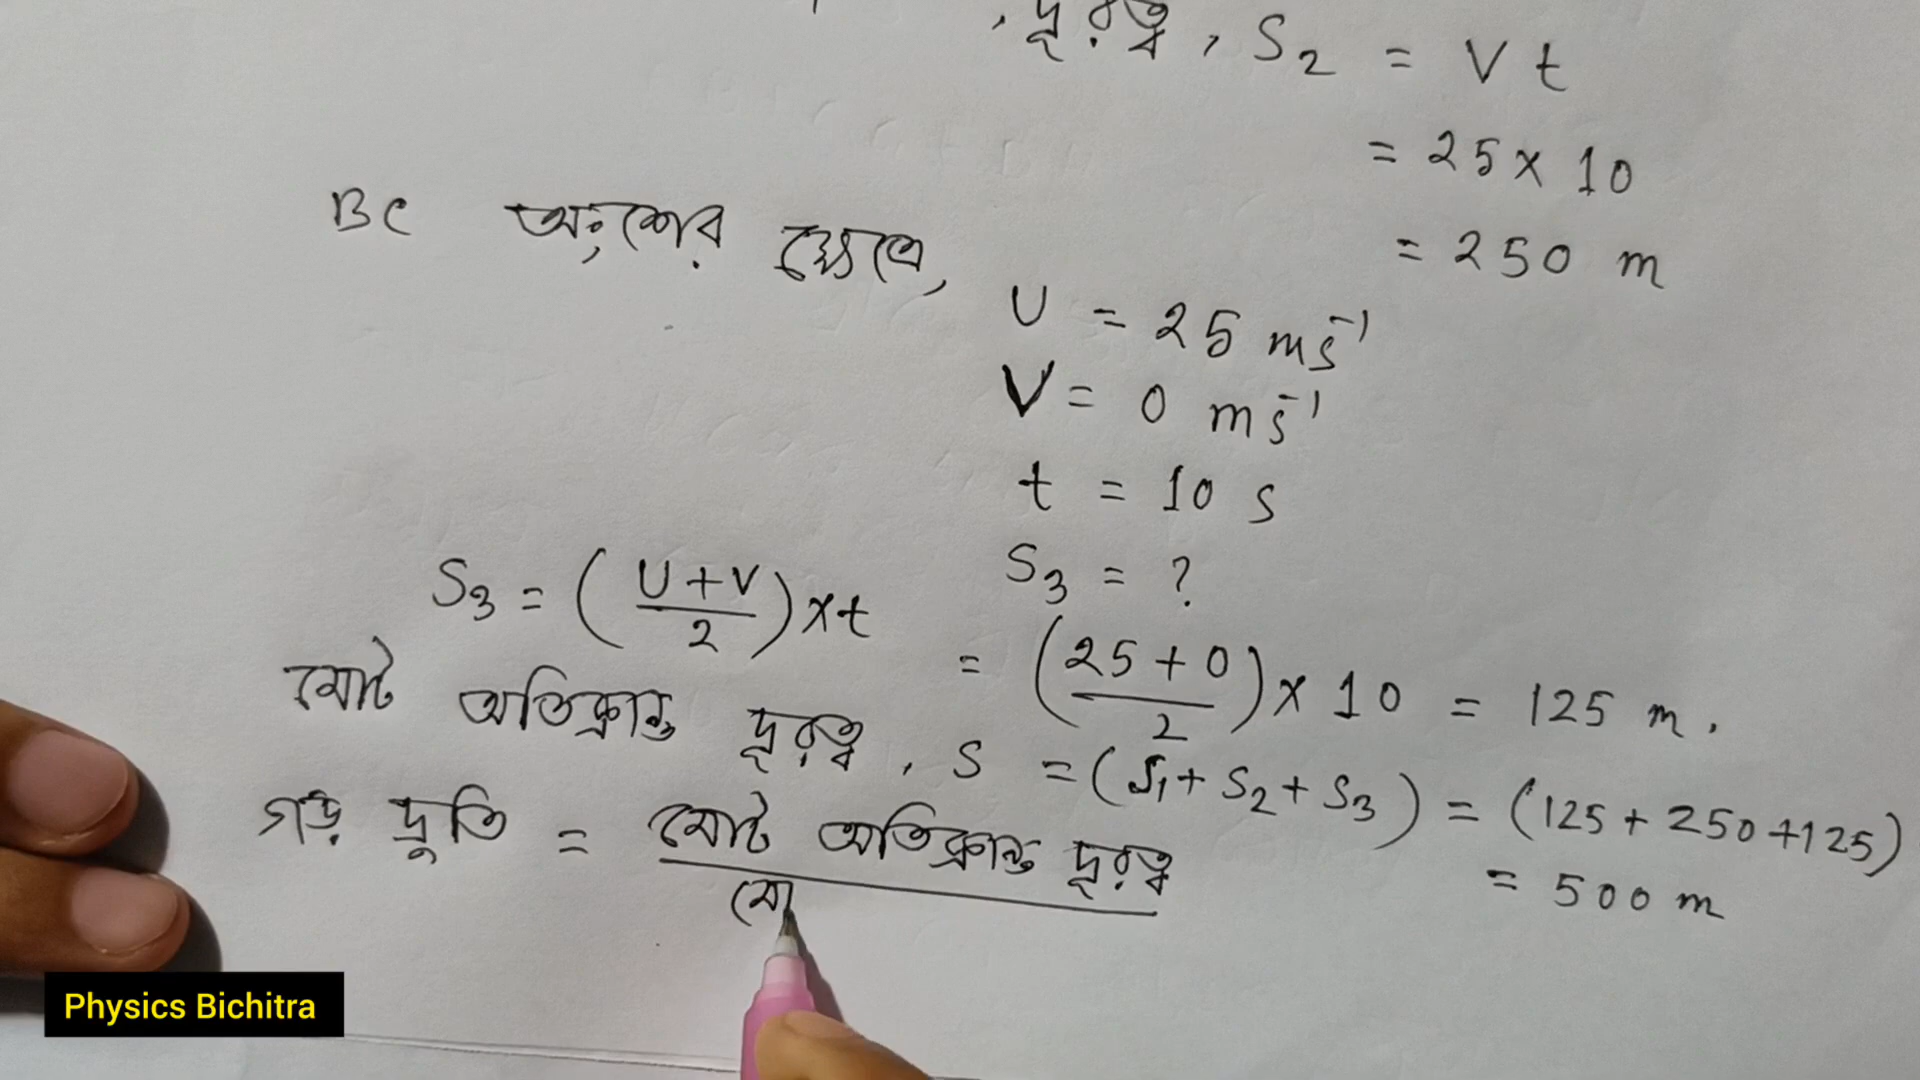 , দূরত্ব, S₂ = Vt
= 25 × 10
= 250 m
BC অংশের ক্ষেত্রে,
U = 25 ms⁻¹
V = 0 ms⁻¹
t = 10 s
S₃ = ?
S₃ = (U+V/2) × t = (25+0/2) × 10 = 125 m.
মোট অতিক্রান্ত দূরত্ব, S = (S₁ + S₂ + S₃) = (125 + 250 + 125)
= 500 m
গড় দ্রুতি = মোট অতিক্রান্ত দূরত্ব
মো
Physics Bichitra